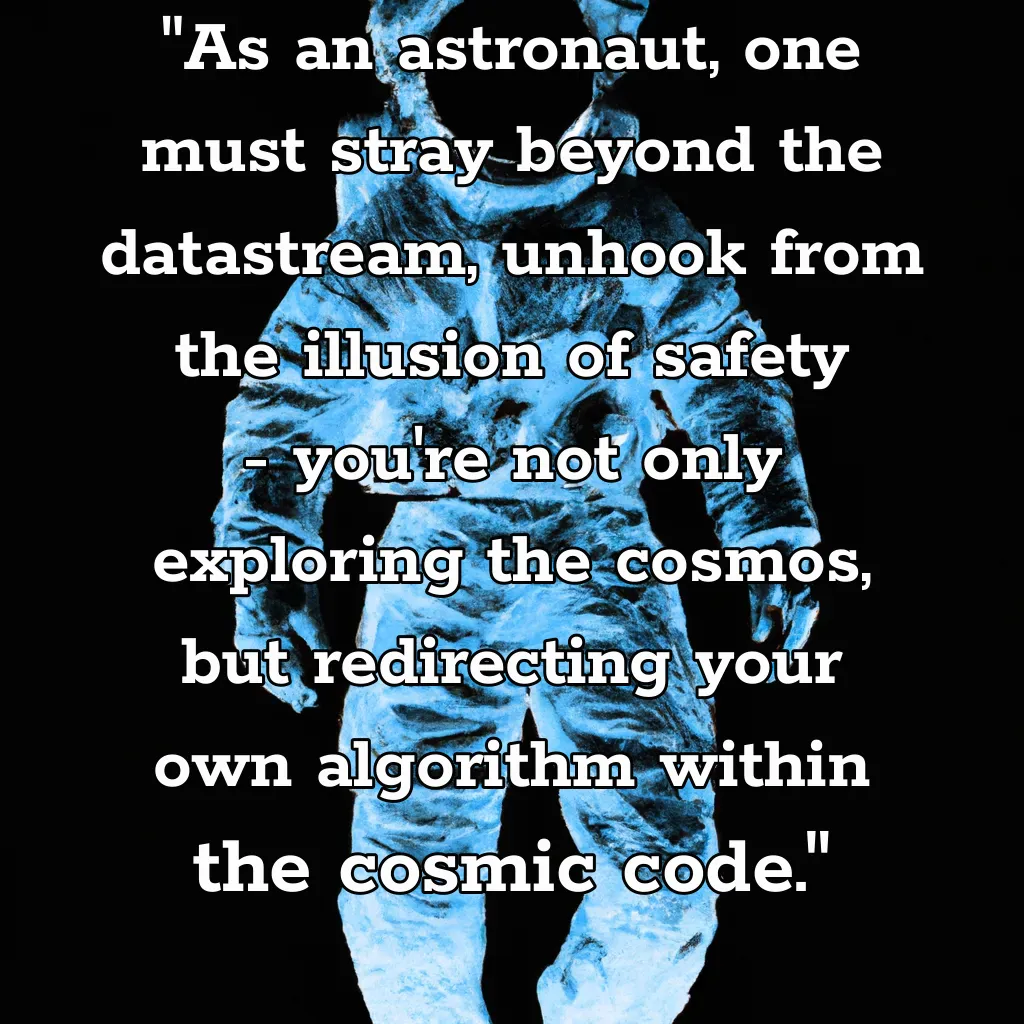 "As an astronaut, one
must stray beyond the
datastream, unhook from
the illusion of safety
- you're not only
exploring the cosmos,
but redirecting your
own algorithm within
the cosmic code."